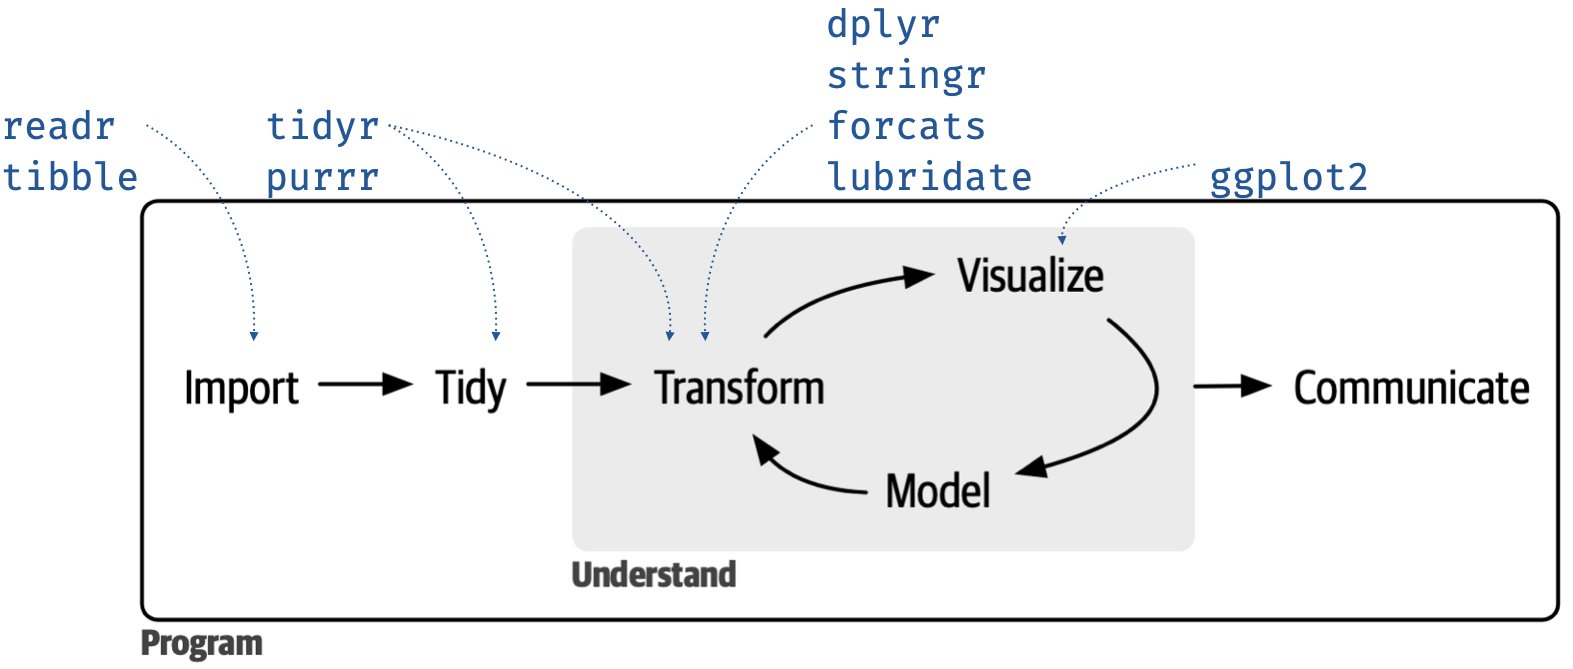 dplyr
stringr
readr
tidyr
forcats
tibble
purrr
lubridate
ggplot2
Visualize
Import
Tidy
Transform
Communicate
Model
Understand
Program